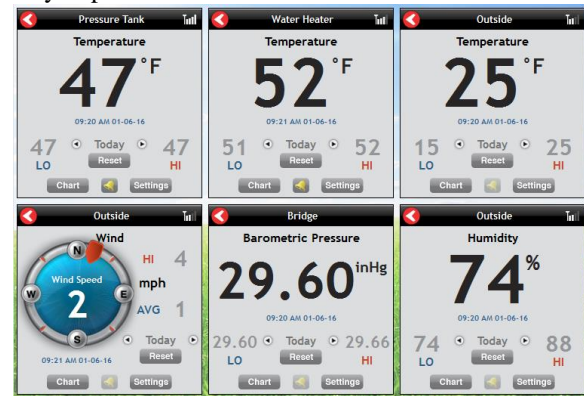 Pressure Tank
Temperature
47°F
09:20 AM 01-06-16
47 Today 47
LO Reset HI
Chart Settings
Water Heater
Temperature
52°F
09:21 AM 01-06-16
51 Today 52
LO Reset HI
Chart Settings
Outside
Temperature
25°F
09:20 AM 01-06-16
15 Today 25
LO Reset HI
Chart Settings
Outside
Wind
N
HI 4
Wind Speed
mph
W 2 E
AVG 1
S
Today
09:21 AM 01-06-16 Reset
Chart Settings
Bridge
Barometric Pressure
29.60 inHg
09:20 AM 01-06-16
29.60 Today 29.66
LO Reset HI
Chart Settings
Outside
Humidity
74%
09:20 AM 01-06-16
74 Today 88
LO Reset HI
Chart Settings